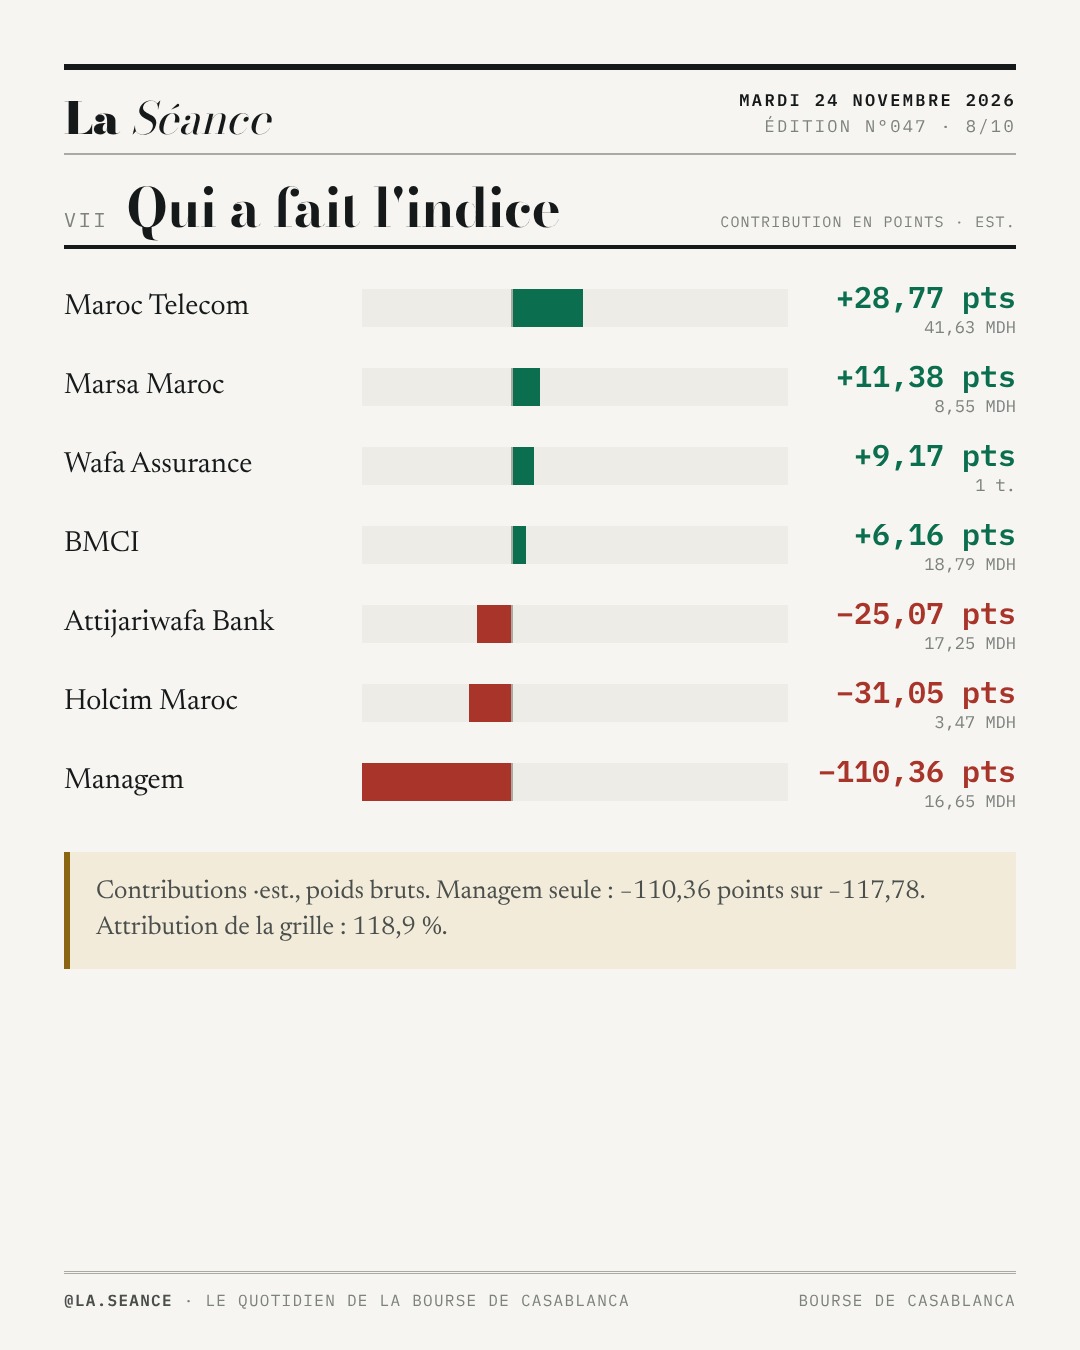 La Séance
MARDI 24 NOVEMBRE 2026
ÉDITION N°047 · 8/10
VII Qui a fait l'indice
CONTRIBUTION EN POINTS · EST.
Maroc Telecom
+28,77 pts
41,63 MDH
Marsa Maroc
+11,38 pts
8,55 MDH
Wafa Assurance
+9,17 pts
1 t.
BMCI
+6,16 pts
18,79 MDH
Attijariwafa Bank
−25,07 pts
17,25 MDH
Holcim Maroc
−31,05 pts
3,47 MDH
Managem
−110,36 pts
16,65 MDH
Contributions ·est., poids bruts. Managem seule : −110,36 points sur −117,78.
Attribution de la grille : 118,9 %.
@LA.SEANCE · LE QUOTIDIEN DE LA BOURSE DE CASABLANCA
BOURSE DE CASABLANCA